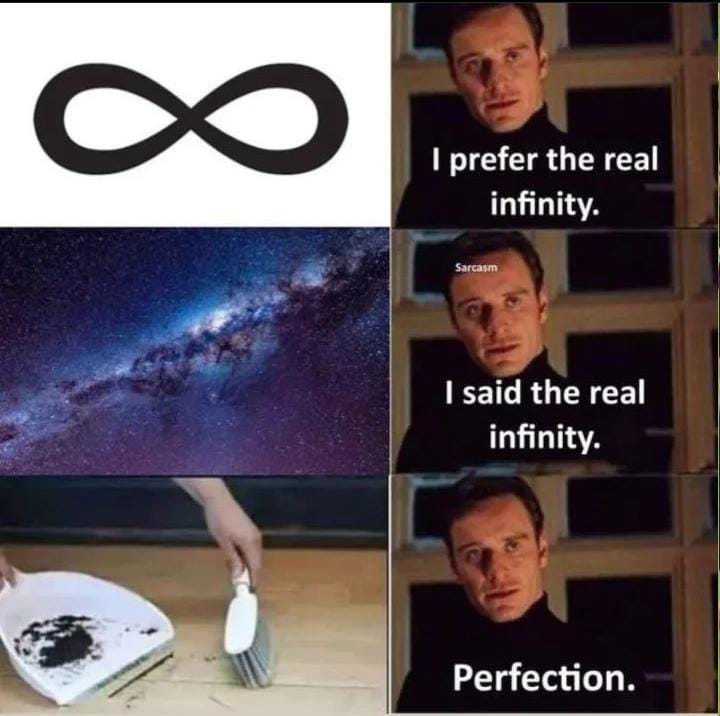 I prefer the real
infinity.
Sarcasm
I said the real
infinity.
Perfection.